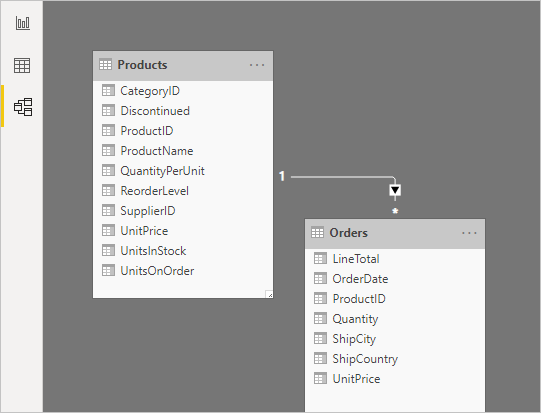 Products ...
CategoryID
Discontinued
ProductID
ProductName
QuantityPerUnit
ReorderLevel
SupplierID
UnitPrice
UnitsInStock
UnitsOnOrder
1
*
Orders ...
LineTotal
OrderDate
ProductID
Quantity
ShipCity
ShipCountry
UnitPrice